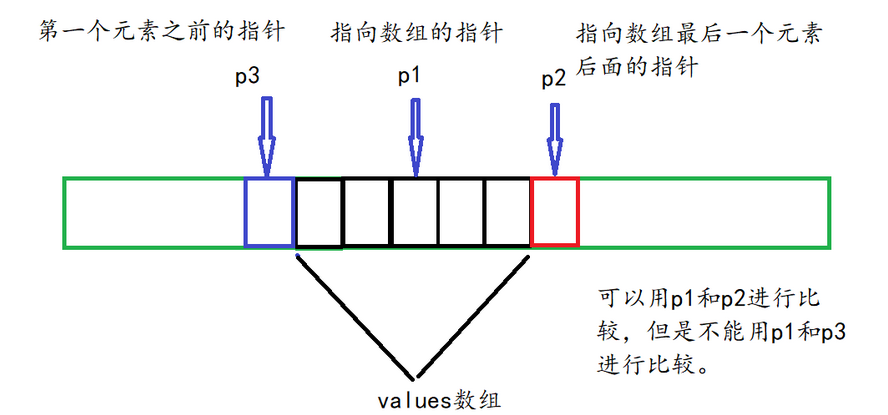 第一个元素之前的指针
指向数组的指针
指向数组最后一个元素
后面的指针
p3
p1
p2
可以用p1和p2进行比
较，但是不能用p1和p3
进行比较。
values数组